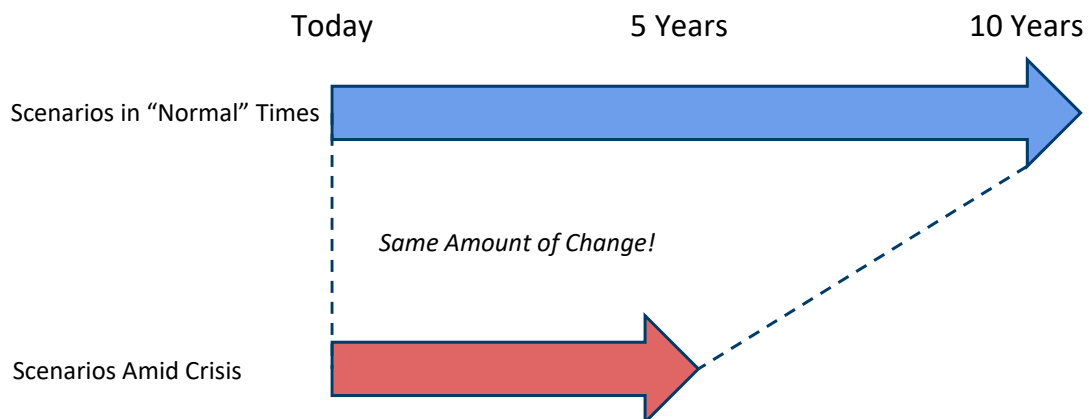 Today 5 Years 10 Years
Scenarios in “Normal” Times
Same Amount of Change!
Scenarios Amid Crisis